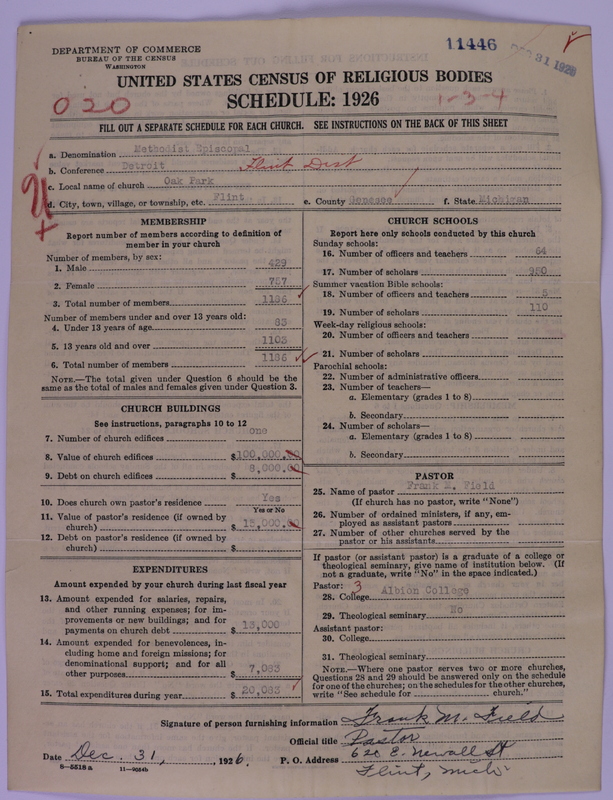 DEPARTMENT OF COMMERCE
BUREAU OF THE CENSUS
WASHINGTON
11446
DEC 31 1926
UNITED STATES CENSUS OF RELIGIOUS BODIES
SCHEDULE: 1926
020
1-3-4
FILL OUT A SEPARATE SCHEDULE FOR EACH CHURCH. SEE INSTRUCTIONS ON THE BACK OF THIS SHEET
a. Denomination Methodist Episcopal
b. Conference Detroit Flint Dist
c. Local name of church Oak Park
d. City, town, village, or township, etc. Flint e. County Genesee f. State Michigan
MEMBERSHIP
Report number of members according to definition of
member in your church
Number of members, by sex:
1. Male 429
2. Female 757
3. Total number of members 1186
Number of members under and over 13 years old:
4. Under 13 years of age 83
5. 13 years old and over 1103
6. Total number of members 1186
NOTE.—The total given under Question 6 should be the
same as the total of males and females given under Question 3.
CHURCH BUILDINGS
See instructions, paragraphs 10 to 12
7. Number of church edifices one
8. Value of church edifices $100,000.00
9. Debt on church edifices $ 8,000.00
10. Does church own pastor's residence Yes
Yes or No
11. Value of pastor's residence (if owned by
church) $ 15,000.00
12. Debt on pastor's residence (if owned by
church) $
EXPENDITURES
Amount expended by your church during last fiscal year
13. Amount expended for salaries, repairs,
and other running expenses; for im-
provements or new buildings; and for
payments on church debt $ 13,000
14. Amount expended for benevolences, in-
cluding home and foreign missions; for
denominational support; and for all
other purposes $ 7,083
15. Total expenditures during year $ 20,083
CHURCH SCHOOLS
Report here only schools conducted by this church
Sunday schools:
16. Number of officers and teachers 64
17. Number of scholars 950
Summer vacation Bible schools:
18. Number of officers and teachers 5
19. Number of scholars 110
Week-day religious schools:
20. Number of officers and teachers
21. Number of scholars
Parochial schools:
22. Number of administrative officers
23. Number of teachers—
a. Elementary (grades 1 to 8)
b. Secondary
24. Number of scholars—
a. Elementary (grades 1 to 8)
b. Secondary
PASTOR
25. Name of pastor Frank M. Field
(If church has no pastor, write "None")
26. Number of ordained ministers, if any, em-
ployed as assistant pastors
27. Number of other churches served by the
pastor or his assistants
If pastor (or assistant pastor) is a graduate of a college or
theological seminary, give name of institution below. (If
not a graduate, write "No" in the space indicated.)
Pastor: 3
28. College Albion College
29. Theological seminary No
Assistant pastor:
30. College
31. Theological seminary
NOTE.—Where one pastor serves two or more churches,
Questions 28 and 29 should be answered only on the schedule
for one of the churches; on the schedules for the other churches,
write "See schedule for church."
Signature of person furnishing information Frank M. Field
Official title Pastor
Date Dec. 31, 1926. P. O. Address 620 E. Newall St
Flint, Mich.
8—5518 a 11—9034b